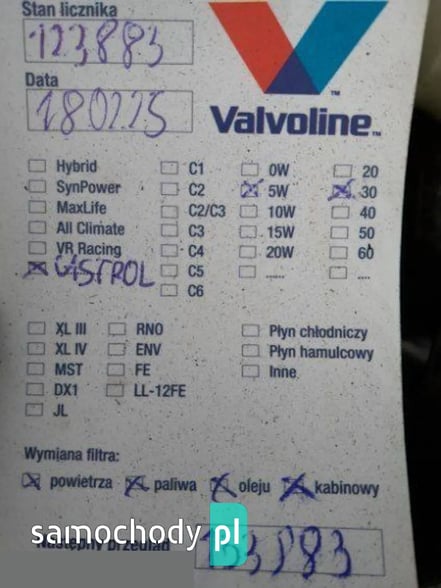 Stan licznika
123883
Data
180225
Valvoline™
Hybrid C1 0W 20
SynPower C2 5W 30
MaxLife C2/C3 10W 40
All Climate C3 15W 50
VR Racing C4 20W 60
CASTROL C5 ...... ....
C6
XL III RNO Płyn chłodniczy
XL IV ENV Płyn hamulcowy
MST FE Inne
DX1 LL-12FE
JL
Wymiana filtra:
powietrza paliwa oleju kabinowy
samochody pl
Następny przegląd 133883